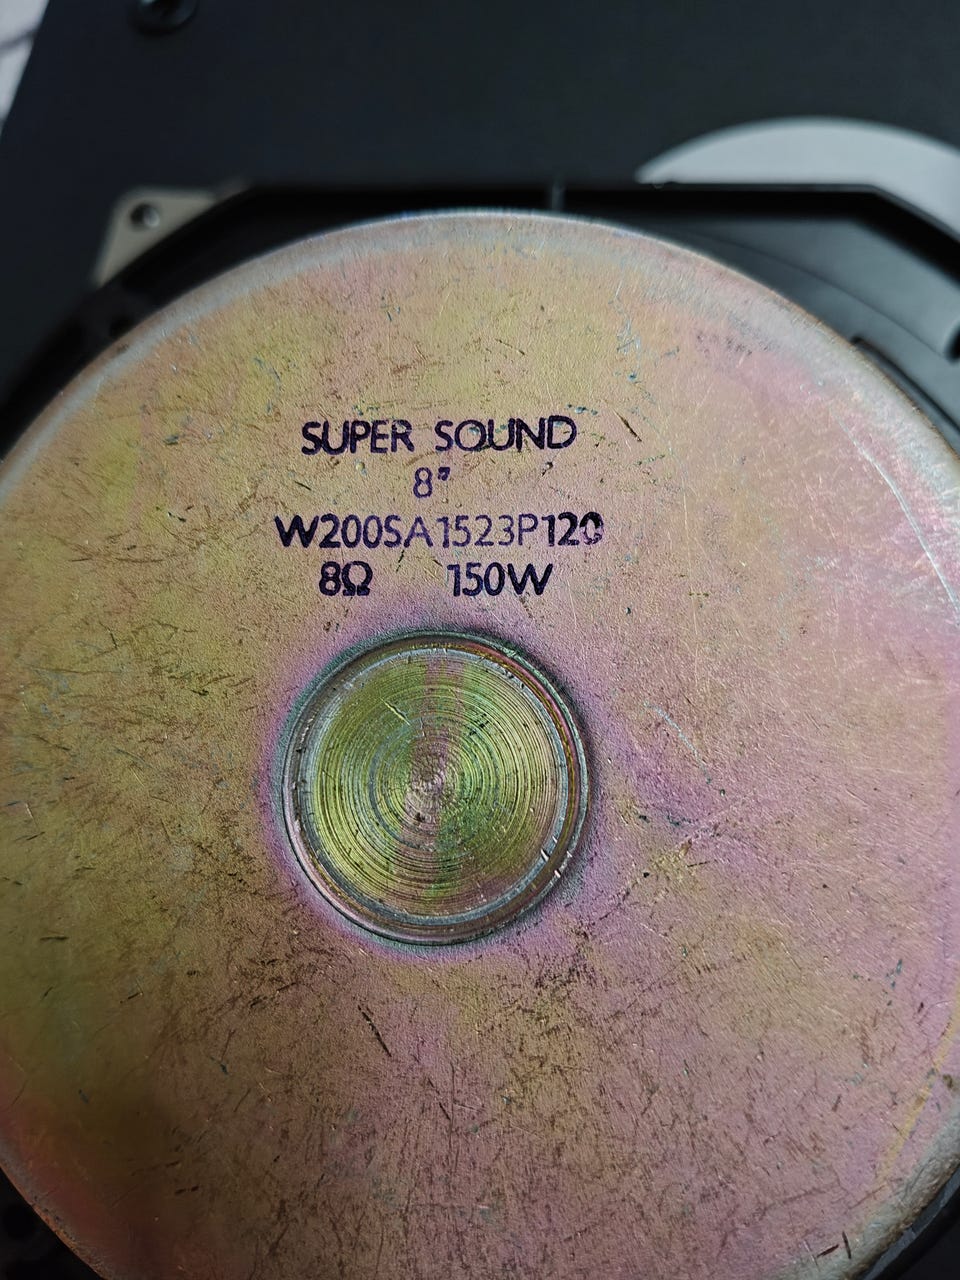 SUPER SOUND
8"
W200SA1523P120
8Ω 150W